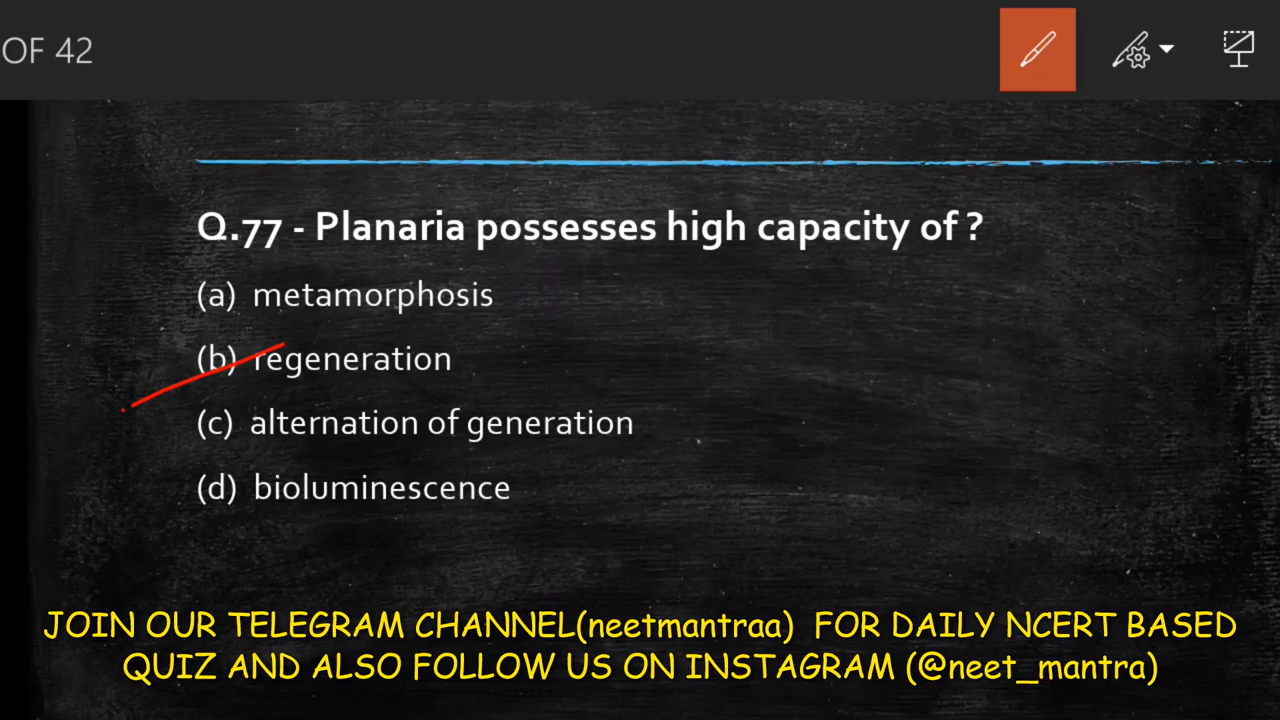 OF 42
Q.77 - Planaria possesses high capacity of ?
(a) metamorphosis
(b) regeneration
(c) alternation of generation
(d) bioluminescence
JOIN OUR TELEGRAM CHANNEL(neetmantraa) FOR DAILY NCERT BASED
QUIZ AND ALSO FOLLOW US ON INSTAGRAM (@neet_mantra)